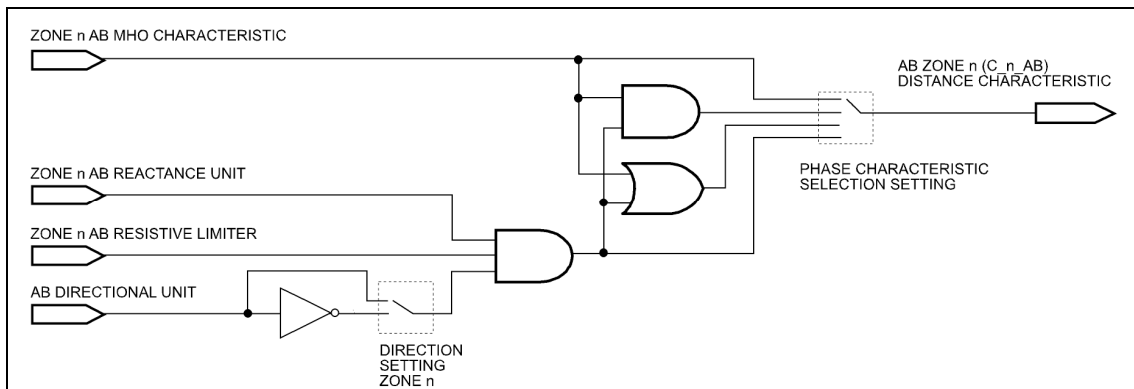 ZONE n AB MHO CHARACTERISTIC
AB ZONE n (C_n_AB)
DISTANCE CHARACTERISTIC
PHASE CHARACTERISTIC
SELECTION SETTING
ZONE n AB REACTANCE UNIT
ZONE n AB RESISTIVE LIMITER
AB DIRECTIONAL UNIT
DIRECTION
SETTING
ZONE n